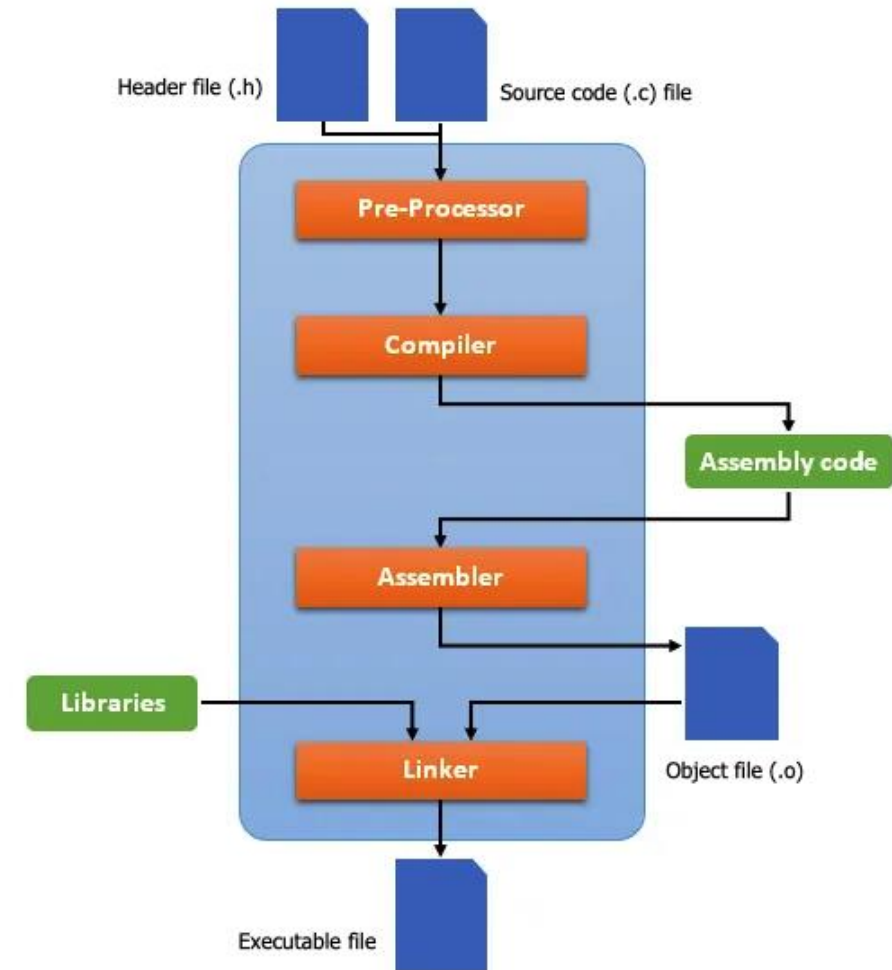 Header file (.h)
Source code (.c) file
Pre-Processor
Compiler
Assembly code
Assembler
Libraries
Linker
Object file (.o)
Executable file